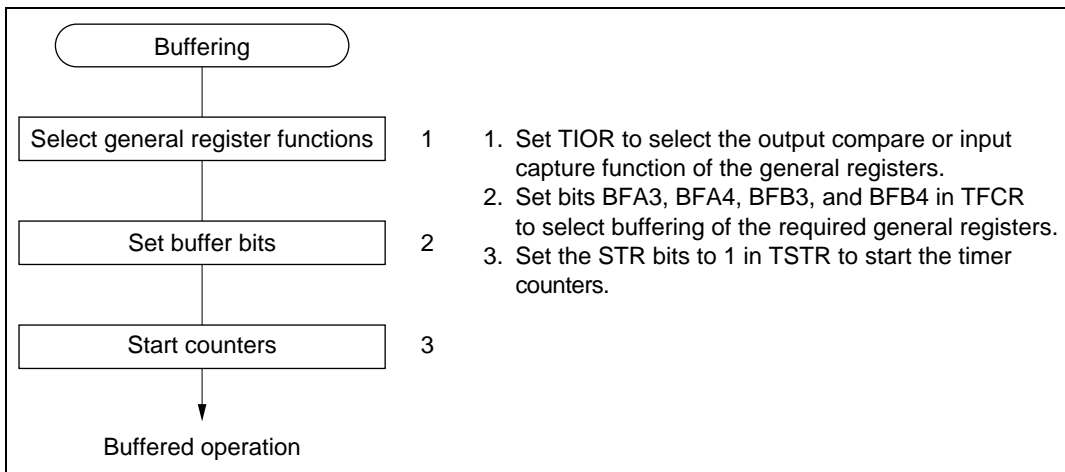 Buffering
Select general register functions 1
Set buffer bits 2
Start counters 3
Buffered operation
1. Set TIOR to select the output compare or input
capture function of the general registers.
2. Set bits BFA3, BFA4, BFB3, and BFB4 in TFCR
to select buffering of the required general registers.
3. Set the STR bits to 1 in TSTR to start the timer
counters.